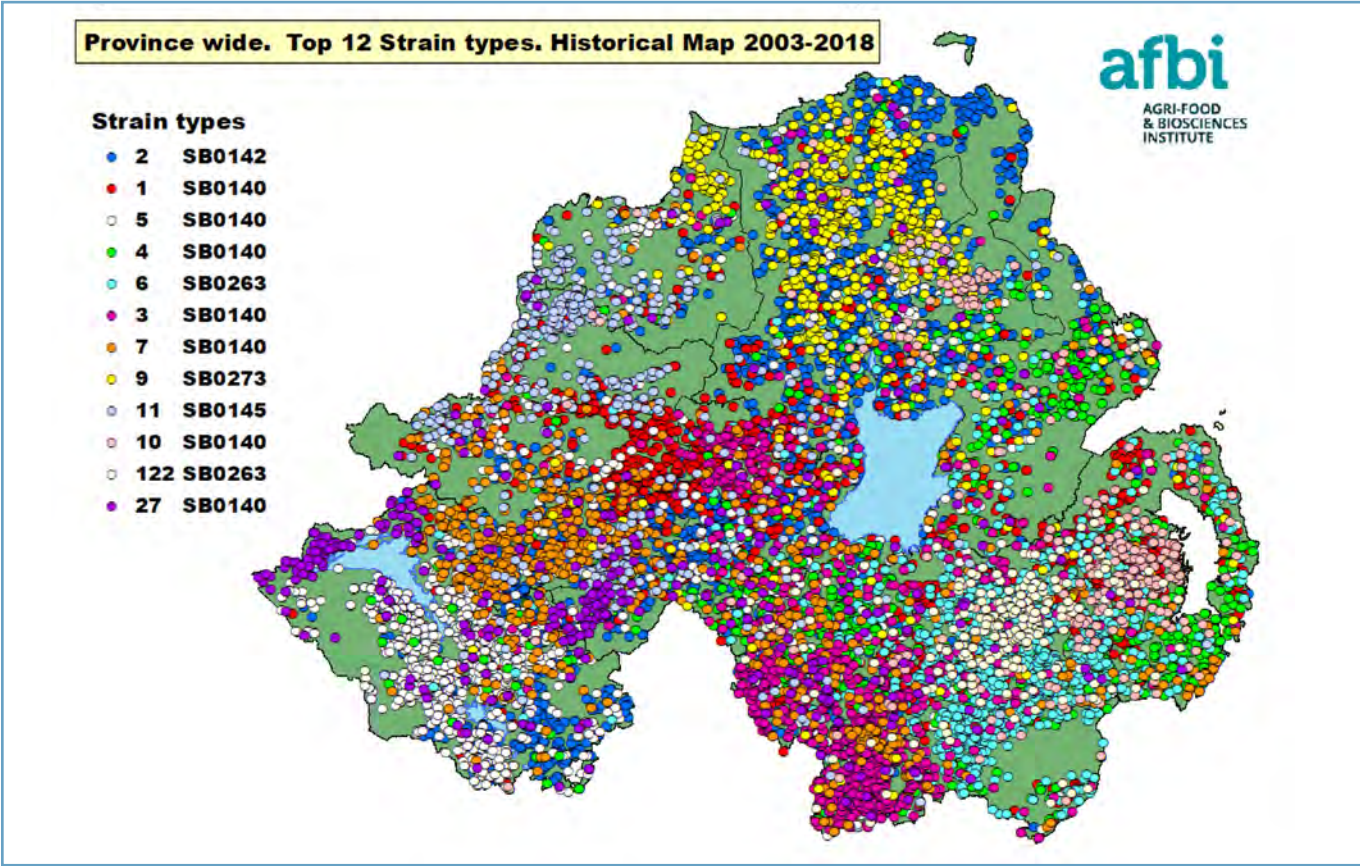 Province wide. Top 12 Strain types. Historical Map 2003-2018
afbi
AGRI-FOOD
& BIOSCIENCES
INSTITUTE
Strain types
2 SB0142
1 SB0140
5 SB0140
4 SB0140
6 SB0263
3 SB0140
7 SB0140
9 SB0273
11 SB0145
10 SB0140
122 SB0263
27 SB0140